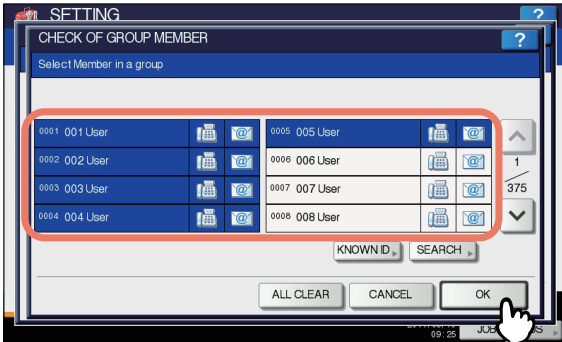 SETTING
?
CHECK OF GROUP MEMBER
?
Select Member in a group
0001 001 User
0002 002 User
0003 003 User
0004 004 User
0005 005 User
0006 006 User
0007 007 User
0008 008 User
1
375
KNOWN ID
SEARCH
ALL CLEAR
CANCEL
OK
09:25